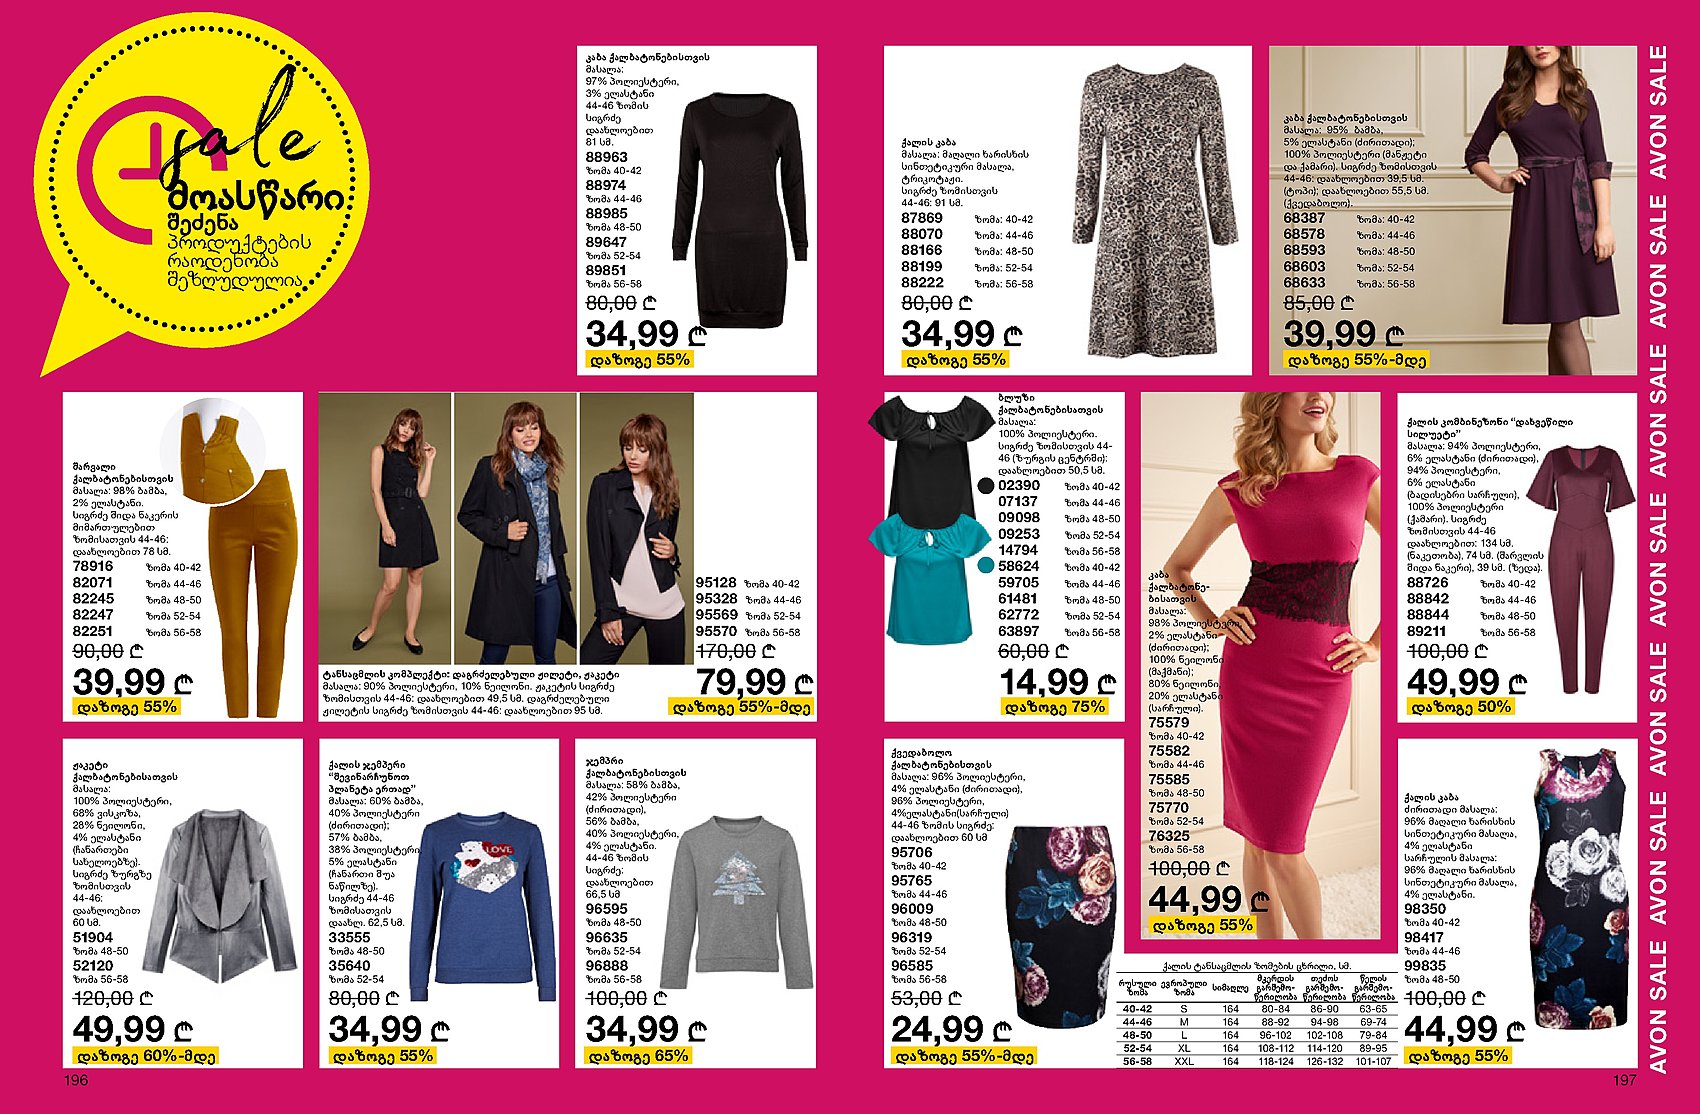 sale
მოასწარი
შეძენა
პროდუქტების
რაოდენობა
შეზღუდულია
კაბა ქალბატონებისთვის
მასალა:
97% პოლიესტერი,
3% ელასტანი
44-46 ზომის
სიგრძე
დაახლოებით
81 სმ.
88963
ზომა 40-42
88974
ზომა 44-46
88985
ზომა 48-50
89647
ზომა 52-54
89851
ზომა 56-58
80,00 ₾
34,99 ₾
დაზოგე 55%
ქალის კაბა
მასალა: მაღალი ხარისხის
სინთეტიკური მასალა,
ტრიკოტაჟი.
სიგრძე ზომისთვის
44-46: 91 სმ.
87869 ზომა: 40-42
88070 ზომა: 44-46
88166 ზომა: 48-50
88199 ზომა: 52-54
88222 ზომა: 56-58
80,00 ₾
34,99 ₾
დაზოგე 55%
კაბა ქალბატონებისთვის
მასალა: 95% ბამბა,
5% ელასტანი (ძირითადი);
100% პოლიესტერი (მანჟეტი
და ქამარი). სიგრძე ზომისთვის
44-46: დაახლოებით 39,5 სმ.
(ტოპი); დაახლოებით 55,5 სმ.
(ქვედაბოლო).
68387 ზომა: 40-42
68578 ზომა: 44-46
68593 ზომა: 48-50
68603 ზომა: 52-54
68633 ზომა: 56-58
85,00 ₾
39,99 ₾
დაზოგე 55%-მდე
AVON SALE AVON SALE AVON SALE AVON SALE AVON SALE AVON SALE AVON SALE
შარვალი
ქალბატონებისთვის
მასალა: 98% ბამბა,
2% ელასტანი.
სიგრძე შიდა ნაკერის
მიმართულებით
ზომისათვის 44-46:
დაახლოებით 78 სმ.
78916 ზომა 40-42
82071 ზომა 44-46
82245 ზომა 48-50
82247 ზომა 52-54
82251 ზომა 56-58
90,00 ₾
39,99 ₾
დაზოგე 55%
95128 ზომა 40-42
95328 ზომა 44-46
95569 ზომა 52-54
95570 ზომა 56-58
170,00 ₾
79,99 ₾
დაზოგე 55%-მდე
ტანსაცმლის კომპლექტი: დაგრძელებული ჟილეტი, ჟაკეტი
მასალა: 90% პოლიესტერი, 10% ნეილონი. ჟაკეტის სიგრძე
ზომისთვის 44-46: დაახლოებით 49,5 სმ. დაგრძელებული
ჟილეტის სიგრძე ზომისთვის 44-46: დაახლოებით 95 სმ.
ბლუზი
ქალბატონებისათვის
მასალა:
100% პოლიესტერი.
სიგრძე ზომისთვის 44-
46 (ზურგის ცენტრში):
დაახლოებით 50,5 სმ.
02390 ზომა 40-42
07137 ზომა 44-46
09098 ზომა 48-50
09253 ზომა 52-54
14794 ზომა 56-58
58624 ზომა 40-42
59705 ზომა 44-46
61481 ზომა 48-50
62772 ზომა 52-54
63897 ზომა 56-58
60,00 ₾
14,99 ₾
დაზოგე 75%
კაბა
ქალბატონე-
ბისათვის
მასალა:
98% პოლიესტერი,
2% ელასტანი
(ძირითადი);
100% ნეილონი
(მაქმანი);
80% ნეილონი,
20% ელასტანი
(სარჩული).
75579
ზომა 40-42
75582
ზომა 44-46
75585
ზომა 48-50
75770
ზომა 52-54
76325
ზომა 56-58
100,00 ₾
44,99 ₾
დაზოგე 55%
ქალის კომბინეზონი “დახვეწილი
სილუეტი”
მასალა: 94% პოლიესტერი,
6% ელასტანი (ძირითადი),
94% პოლიესტერი,
6% ელასტანი
(ბადისებრი სარჩული),
100% პოლიესტერი
(ქამარი). სიგრძე
ზომისთვის 44-46
დაახლოებით: 134 სმ.
(ნაკეთობა), 74 სმ. (შარვლის
შიდა ნაკერი), 39 სმ. (ზედა).
88726 ზომა 40-42
88842 ზომა 44-46
88844 ზომა 48-50
89211 ზომა 56-58
100,00 ₾
49,99 ₾
დაზოგე 50%
ჟაკეტი
ქალბატონებისათვის
მასალა:
100% პოლიესტერი,
68% ვისკოზა,
28% ნეილონი,
4% ელასტანი
(ჩანართები
სახელოებზე).
სიგრძე ზურგზე
ზომისთვის
44-46:
დაახლოებით
60 სმ.
51904
ზომა 48-50
52120
ზომა 56-58
120,00 ₾
49,99 ₾
დაზოგე 60%-მდე
ქალის ჯემპერი
“შევინარჩუნოთ
პლანეტა ერთად”
მასალა: 60% ბამბა,
40% პოლიესტერი
(ძირითადი);
57% ბამბა,
38% პოლიესტერი,
5% ელასტანი
(ჩანართი შუა
ნაწილზე).
სიგრძე 44-46
ზომისათვის
დაახლ. 62,5 სმ.
33555
ზომა 48-50
35640
ზომა 52-54
80,00 ₾
34,99 ₾
დაზოგე 55%
LOVE
ჯემპრი
ქალბატონებისთვის
მასალა: 58% ბამბა,
42% პოლიესტერი
(ძირითადი),
56% ბამბა,
40% პოლიესტერი,
4% ელასტანი.
44-46 ზომის
სიგრძე:
დაახლოებით
66,5 სმ
96595
ზომა 48-50
96635
ზომა 52-54
96888
ზომა 56-58
100,00 ₾
34,99 ₾
დაზოგე 65%
ქვედაბოლო
ქალბატონებისთვის
მასალა: 96% პოლიესტერი,
4% ელასტანი (ძირითადი),
96% პოლიესტერი,
4%ელასტანი(სარჩული)
44-46 ზომის სიგრძე:
დაახლოებით 60 სმ
95706
ზომა 40-42
95765
ზომა 44-46
96009
ზომა 48-50
96319
ზომა 52-54
96585
ზომა 56-58
53,00 ₾
24,99 ₾
დაზოგე 55%-მდე
ქალის ტანსაცმლის ზომების ცხრილი, სმ.
რუსული ზომა ევროპული ზომა სიმაღლე მკერდის გარშემო-წერილობა თეძოს გარშემო-წერილობა წელის გარშემო-წერილობა
40-42 S 164 80-84 86-90 63-65
44-46 M 164 88-92 94-98 69-74
48-50 L 164 96-102 102-108 79-84
52-54 XL 164 108-112 114-120 89-95
56-58 XXL 164 118-124 126-132 101-107
ქალის კაბა
ძირითადი მასალა:
96% მაღალი ხარისხის
სინთეტიკური მასალა,
4% ელასტანი
სარჩულის მასალა:
96% მაღალი ხარისხის
სინთეტიკური მასალა,
4% ელასტანი.
98350
ზომა 40-42
98417
ზომა 44-46
99835
ზომა 48-50
100,00 ₾
44,99 ₾
დაზოგე 55%
196
197